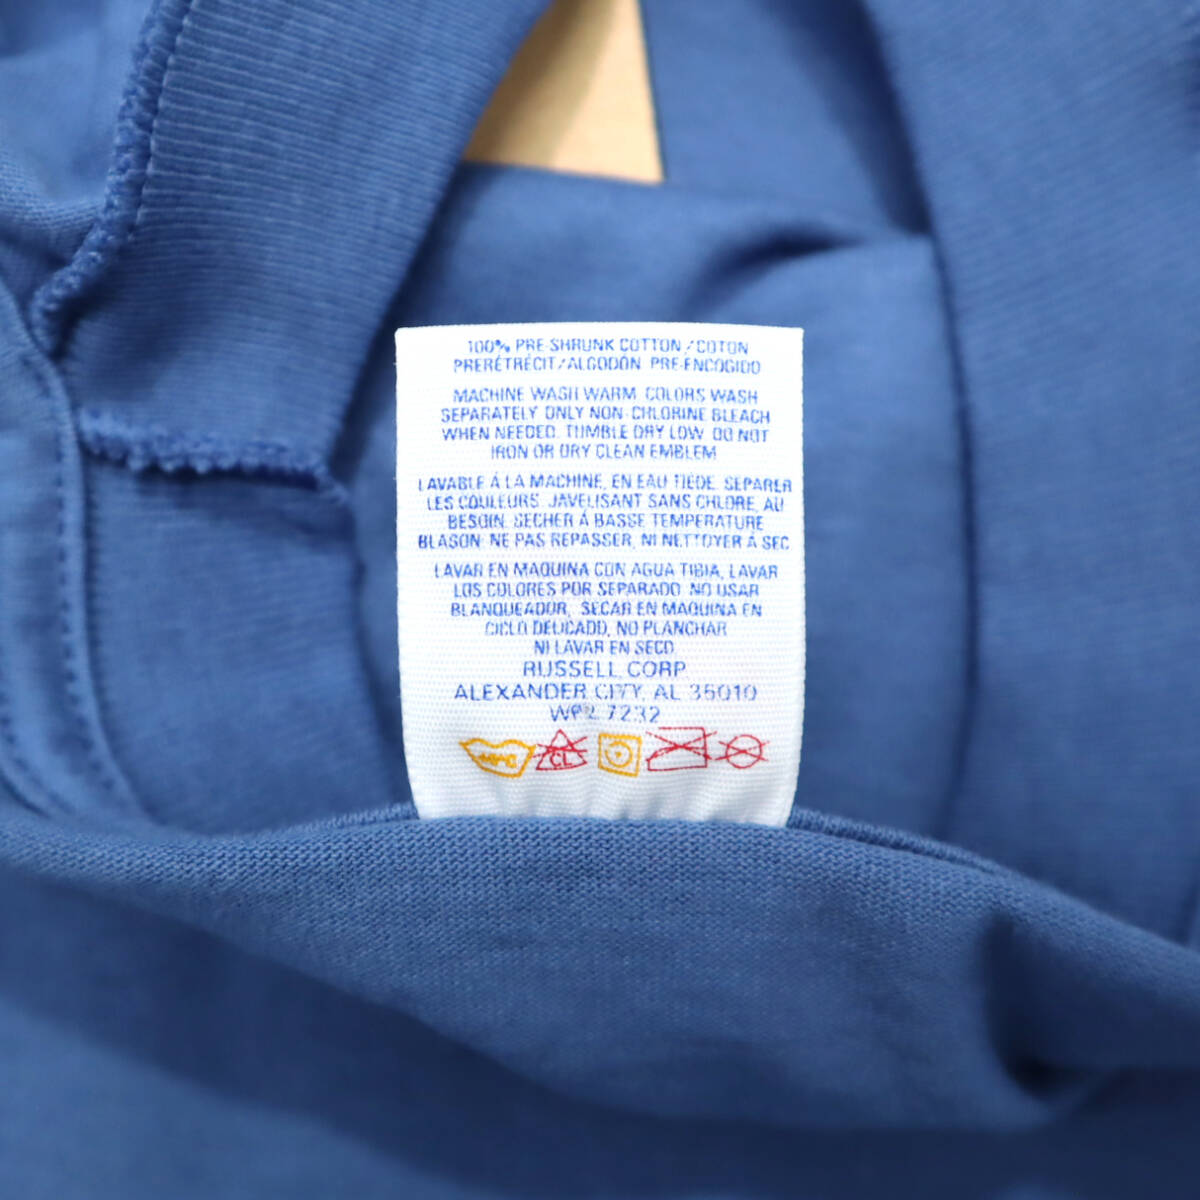 100% PRE-SHRUNK COTTON/COTON
PRERÉTRÉCIT/ALGODÓN PRE-ENCOGIDO
MACHINE WASH WARM COLORS WASH
SEPARATELY ONLY NON-CHLORINE BLEACH
WHEN NEEDED. TUMBLE DRY LOW DO NOT
IRON OR DRY CLEAN EMBLEM
LAVABLE Á LA MACHINE, EN EAU TIÈDE. SÉPARER
LES COULEURS. JAVELISANT SANS CHLORE, AU
BESOIN. SECHER Á BASSE TEMPERATURE
BLASON: NE PAS REPASSER, NI NETTOYER Á SEC
LAVAR EN MAQUINA CON AGUA TIBIA, LAVAR
LOS COLORES POR SEPARADO. NO USAR
BLANQUEADOR, SECAR EN MAQUINA EN
CICLO DELICADO, NO PLANCHAR
NI LAVAR EN SECO.
RUSSELL CORP.
ALEXANDER CITY, AL 35010
7232
CL